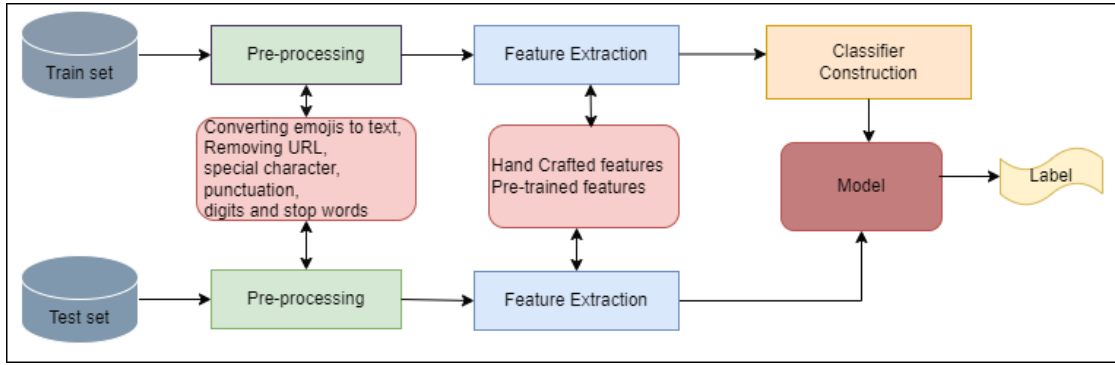 Train set
Pre-processing
Feature Extraction
Classifier
Construction
Converting emojis to text,
Removing URL,
special character,
punctuation,
digits and stop words
Hand Crafted features
Pre-trained features
Model
Label
Test set
Pre-processing
Feature Extraction